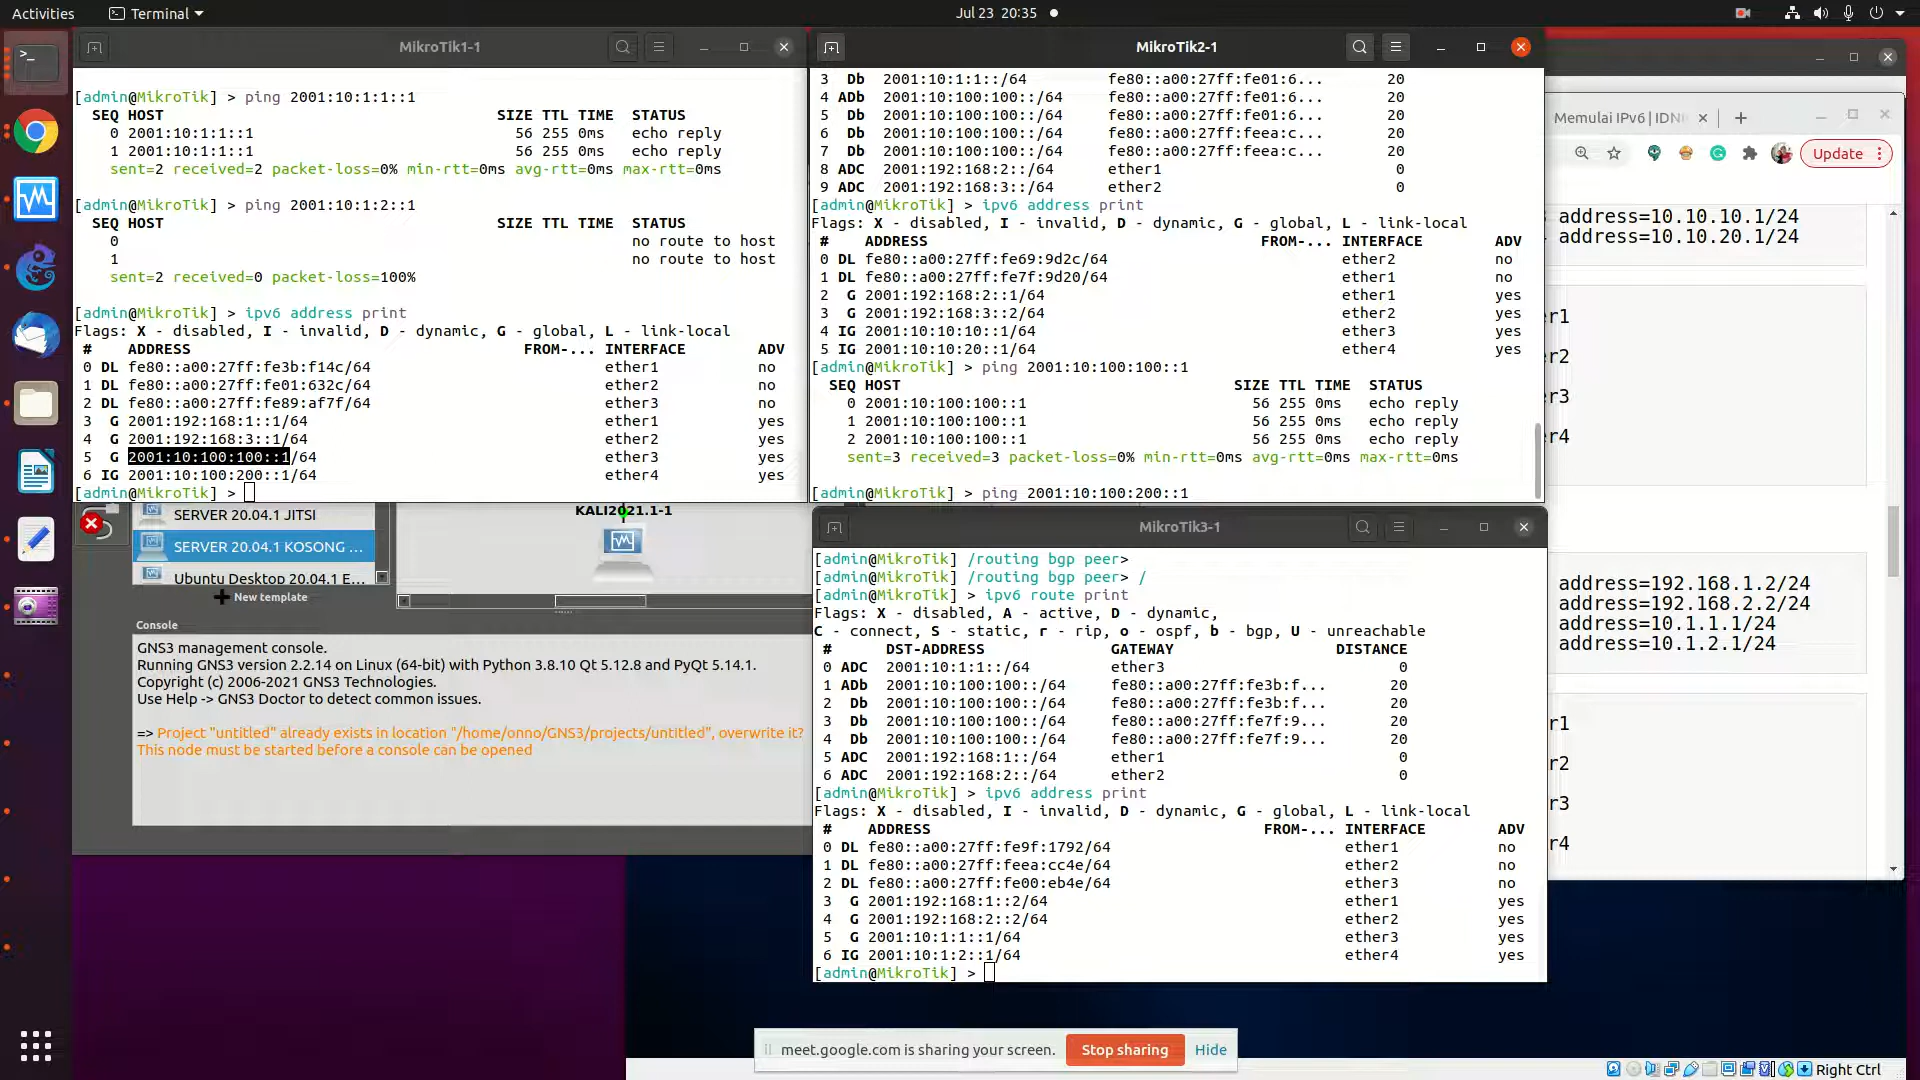 Activities
Terminal
Jul 23 20:35
MikroTik1-1
[admin@MikroTik] > ping 2001:10:1:1::1
SEQ HOST SIZE TTL TIME STATUS
0 2001:10:1:1::1 56 255 0ms echo reply
1 2001:10:1:1::1 56 255 0ms echo reply
sent=2 received=2 packet-loss=0% min-rtt=0ms avg-rtt=0ms max-rtt=0ms
[admin@MikroTik] > ping 2001:10:1:2::1
SEQ HOST SIZE TTL TIME STATUS
0 no route to host
1 no route to host
sent=2 received=0 packet-loss=100%
[admin@MikroTik] > ipv6 address print
Flags: X - disabled, I - invalid, D - dynamic, G - global, L - link-local
# ADDRESS FROM-... INTERFACE ADV
0 DL fe80::a00:27ff:fe3b:f14c/64 ether1 no
1 DL fe80::a00:27ff:fe01:632c/64 ether2 no
2 DL fe80::a00:27ff:fe89:af7f/64 ether3 no
3 G 2001:192:168:1::1/64 ether1 yes
4 G 2001:192:168:3::1/64 ether2 yes
5 G 2001:10:100:100::1/64 ether3 yes
6 IG 2001:10:100:200::1/64 ether4 yes
[admin@MikroTik] >
MikroTik2-1
3 Db 2001:10:1:1::/64 fe80::a00:27ff:fe01:6... 20
4 ADb 2001:10:100:100::/64 fe80::a00:27ff:fe01:6... 20
5 Db 2001:10:100:100::/64 fe80::a00:27ff:fe01:6... 20
6 Db 2001:10:100:100::/64 fe80::a00:27ff:feea:c... 20
7 Db 2001:10:100:100::/64 fe80::a00:27ff:feea:c... 20
8 ADC 2001:192:168:2::/64 ether1 0
9 ADC 2001:192:168:3::/64 ether2 0
[admin@MikroTik] > ipv6 address print
Flags: X - disabled, I - invalid, D - dynamic, G - global, L - link-local
# ADDRESS FROM-... INTERFACE ADV
0 DL fe80::a00:27ff:fe69:9d2c/64 ether2 no
1 DL fe80::a00:27ff:fe7f:9d20/64 ether1 no
2 G 2001:192:168:2::1/64 ether1 yes
3 G 2001:192:168:3::2/64 ether2 yes
4 IG 2001:10:10:10::1/64 ether3 yes
5 IG 2001:10:10:20::1/64 ether4 yes
[admin@MikroTik] > ping 2001:10:100:100::1
SEQ HOST SIZE TTL TIME STATUS
0 2001:10:100:100::1 56 255 0ms echo reply
1 2001:10:100:100::1 56 255 0ms echo reply
2 2001:10:100:100::1 56 255 0ms echo reply
sent=3 received=3 packet-loss=0% min-rtt=0ms avg-rtt=0ms max-rtt=0ms
[admin@MikroTik] > ping 2001:10:100:200::1
MikroTik3-1
[admin@MikroTik] /routing bgp peer>
[admin@MikroTik] /routing bgp peer> /
[admin@MikroTik] > ipv6 route print
Flags: X - disabled, A - active, D - dynamic,
C - connect, S - static, r - rip, o - ospf, b - bgp, U - unreachable
# DST-ADDRESS GATEWAY DISTANCE
0 ADC 2001:10:1:1::/64 ether3 0
1 ADb 2001:10:100:100::/64 fe80::a00:27ff:fe3b:f... 20
2 Db 2001:10:100:100::/64 fe80::a00:27ff:fe3b:f... 20
3 Db 2001:10:100:100::/64 fe80::a00:27ff:fe7f:9... 20
4 Db 2001:10:100:100::/64 fe80::a00:27ff:fe7f:9... 20
5 ADC 2001:192:168:1::/64 ether1 0
6 ADC 2001:192:168:2::/64 ether2 0
[admin@MikroTik] > ipv6 address print
Flags: X - disabled, I - invalid, D - dynamic, G - global, L - link-local
# ADDRESS FROM-... INTERFACE ADV
0 DL fe80::a00:27ff:fe9f:1792/64 ether1 no
1 DL fe80::a00:27ff:feea:cc4e/64 ether2 no
2 DL fe80::a00:27ff:fe00:eb4e/64 ether3 no
3 G 2001:192:168:1::2/64 ether1 yes
4 G 2001:192:168:2::2/64 ether2 yes
5 G 2001:10:1:1::1/64 ether3 yes
6 IG 2001:10:1:2::1/64 ether4 yes
[admin@MikroTik] >
SERVER 20.04.1 JITSI
SERVER 20.04.1 KOSONG ...
Ubuntu Desktop 20.04.1 E...
New template
KALI2021.1-1
Console
GNS3 management console.
Running GNS3 version 2.2.14 on Linux (64-bit) with Python 3.8.10 Qt 5.12.8 and PyQt 5.14.1.
Copyright (c) 2006-2021 GNS3 Technologies.
Use Help -> GNS3 Doctor to detect common issues.
=> Project "untitled" already exists in location "/home/onno/GNS3/projects/untitled", overwrite it?
This node must be started before a console can be opened
Memulai IPv6 | IDN
Update
address=10.10.10.1/24
address=10.10.20.1/24
er1
er2
er3
er4
address=192.168.1.2/24
address=192.168.2.2/24
address=10.1.1.1/24
address=10.1.2.1/24
er1
er2
er3
er4
meet.google.com is sharing your screen.
Stop sharing
Hide
Right Ctrl